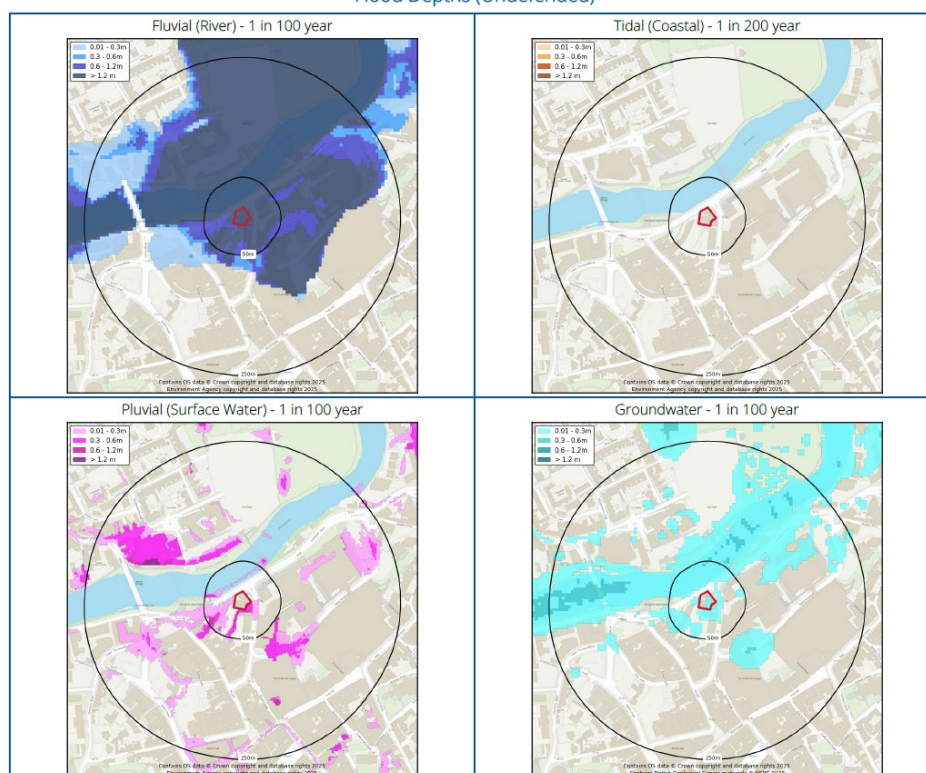 Flood Depths (Undefended)
Fluvial (River) - 1 in 100 year
0.01 - 0.3m
0.3 - 0.6m
0.6 - 1.2m
> 1.2 m
50m
250m
Contains OS data © Crown copyright and database rights 2025
Environment Agency copyright and database rights 2025
Tidal (Coastal) - 1 in 200 year
0.01 - 0.3m
0.3 - 0.6m
0.6 - 1.2m
> 1.2 m
50m
250m
Contains OS data © Crown copyright and database rights 2025
Environment Agency copyright and database rights 2025
Pluvial (Surface Water) - 1 in 100 year
0.01 - 0.3m
0.3 - 0.6m
0.6 - 1.2m
> 1.2 m
50m
250m
Contains OS data © Crown copyright and database rights 2025
Groundwater - 1 in 100 year
0.01 - 0.3m
0.3 - 0.6m
0.6 - 1.2m
> 1.2 m
50m
250m
Contains OS data © Crown copyright and database rights 2025